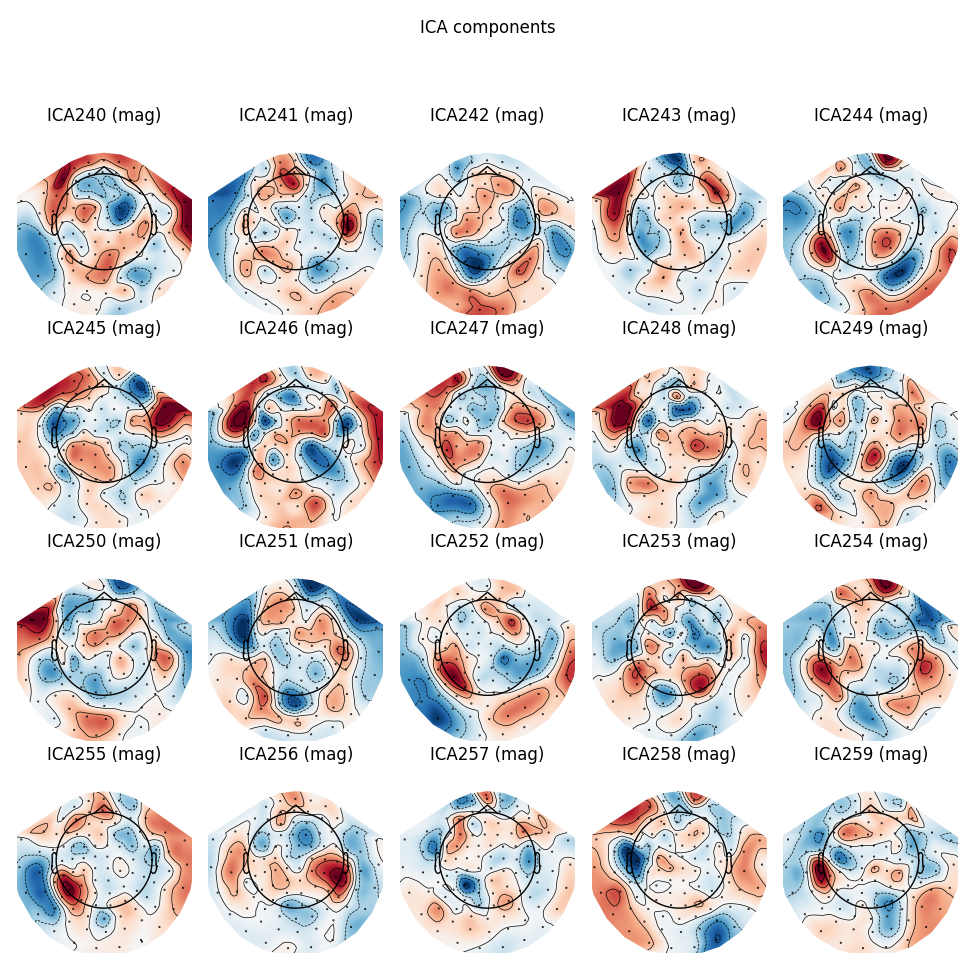 ICA components
ICA240 (mag) ICA241 (mag) ICA242 (mag) ICA243 (mag) ICA244 (mag)
ICA245 (mag) ICA246 (mag) ICA247 (mag) ICA248 (mag) ICA249 (mag)
ICA250 (mag) ICA251 (mag) ICA252 (mag) ICA253 (mag) ICA254 (mag)
ICA255 (mag) ICA256 (mag) ICA257 (mag) ICA258 (mag) ICA259 (mag)